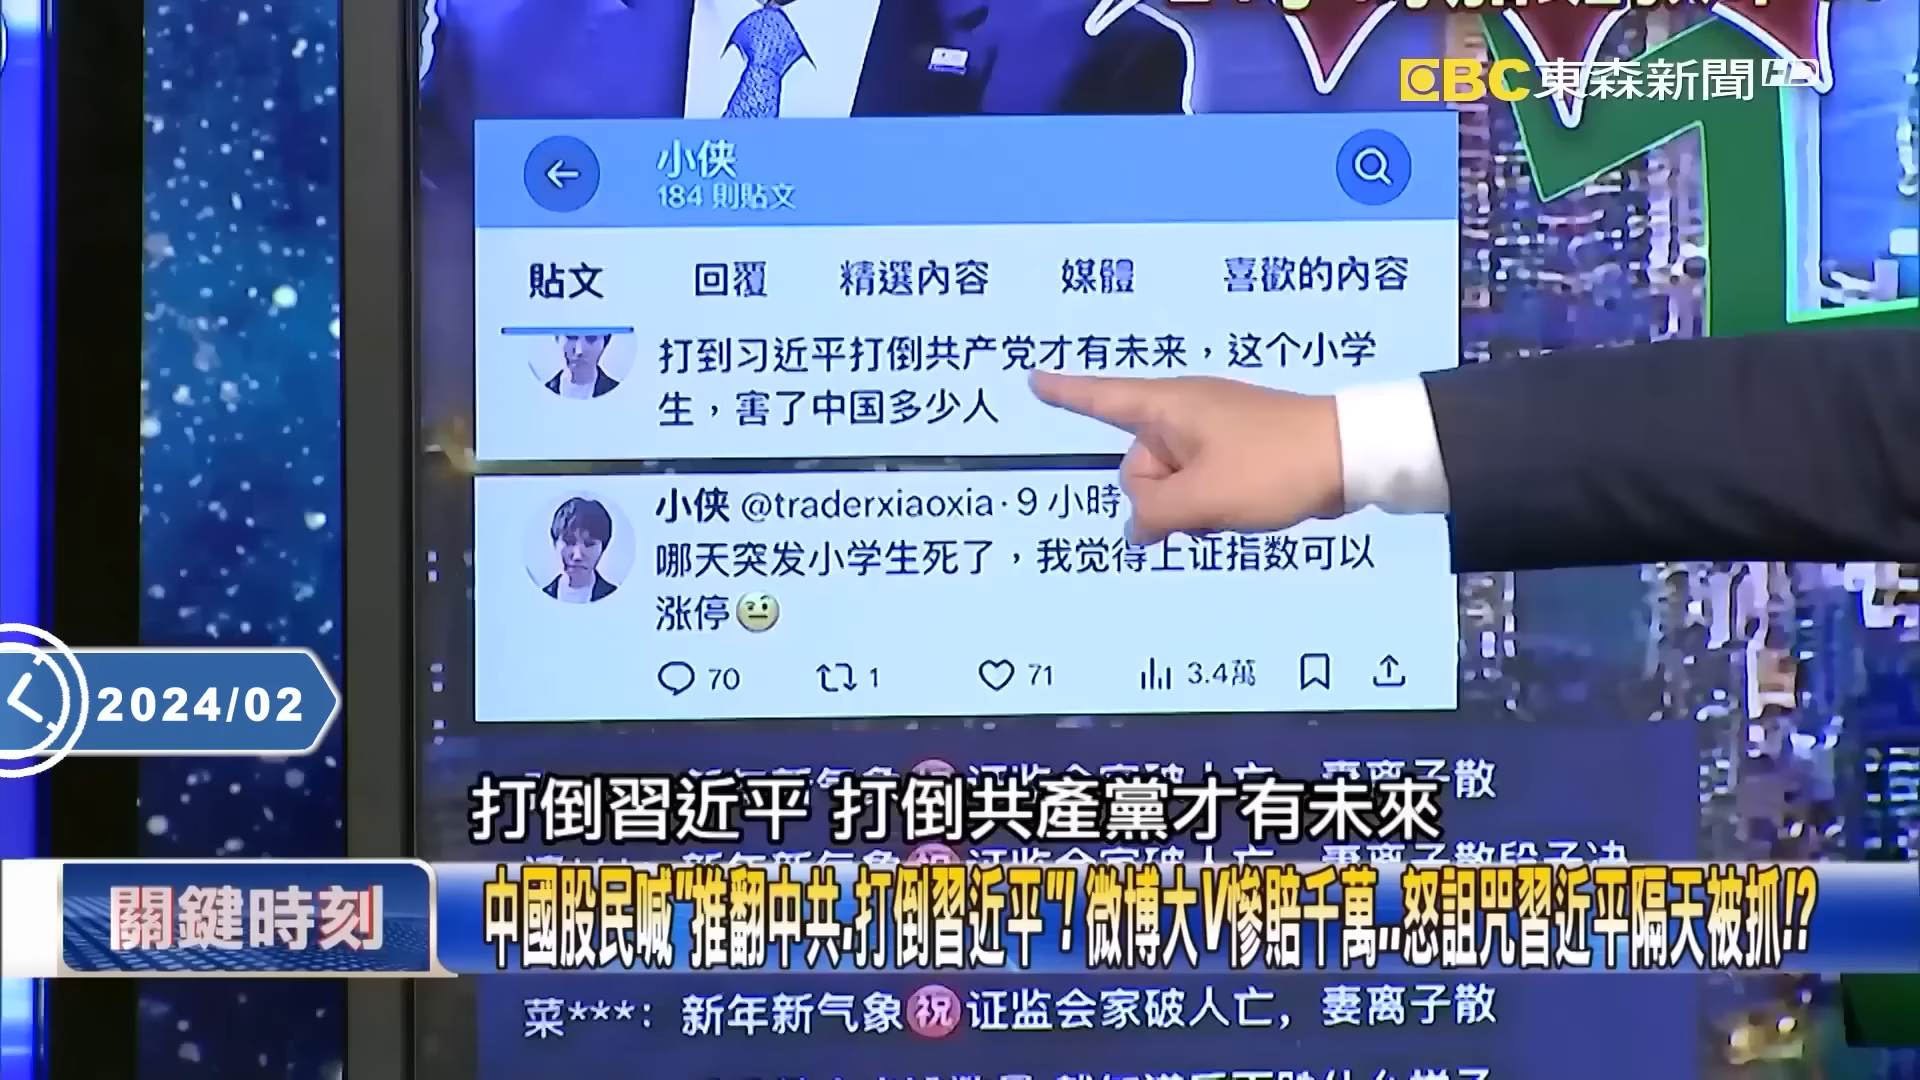 EBC東森新聞
小侠
184 則貼文
貼文 回覆 精選內容 媒體 喜歡的內容
打到习近平打倒共产党才有未来，这个小学
生，害了中国多少人
小侠 @traderxiaoxia·9 小時
哪天突发小学生死了，我觉得上证指数可以
涨停🤨
70 1 71 3.4萬
2024/02
打倒習近平 打倒共產黨才有未來
關鍵時刻
中國股民喊"推翻中共.打倒習近平"! 微博大V慘賠千萬..怒詛咒習近平隔天被抓!?
菜***：新年新气象㊗证监会家破人亡，妻离子散